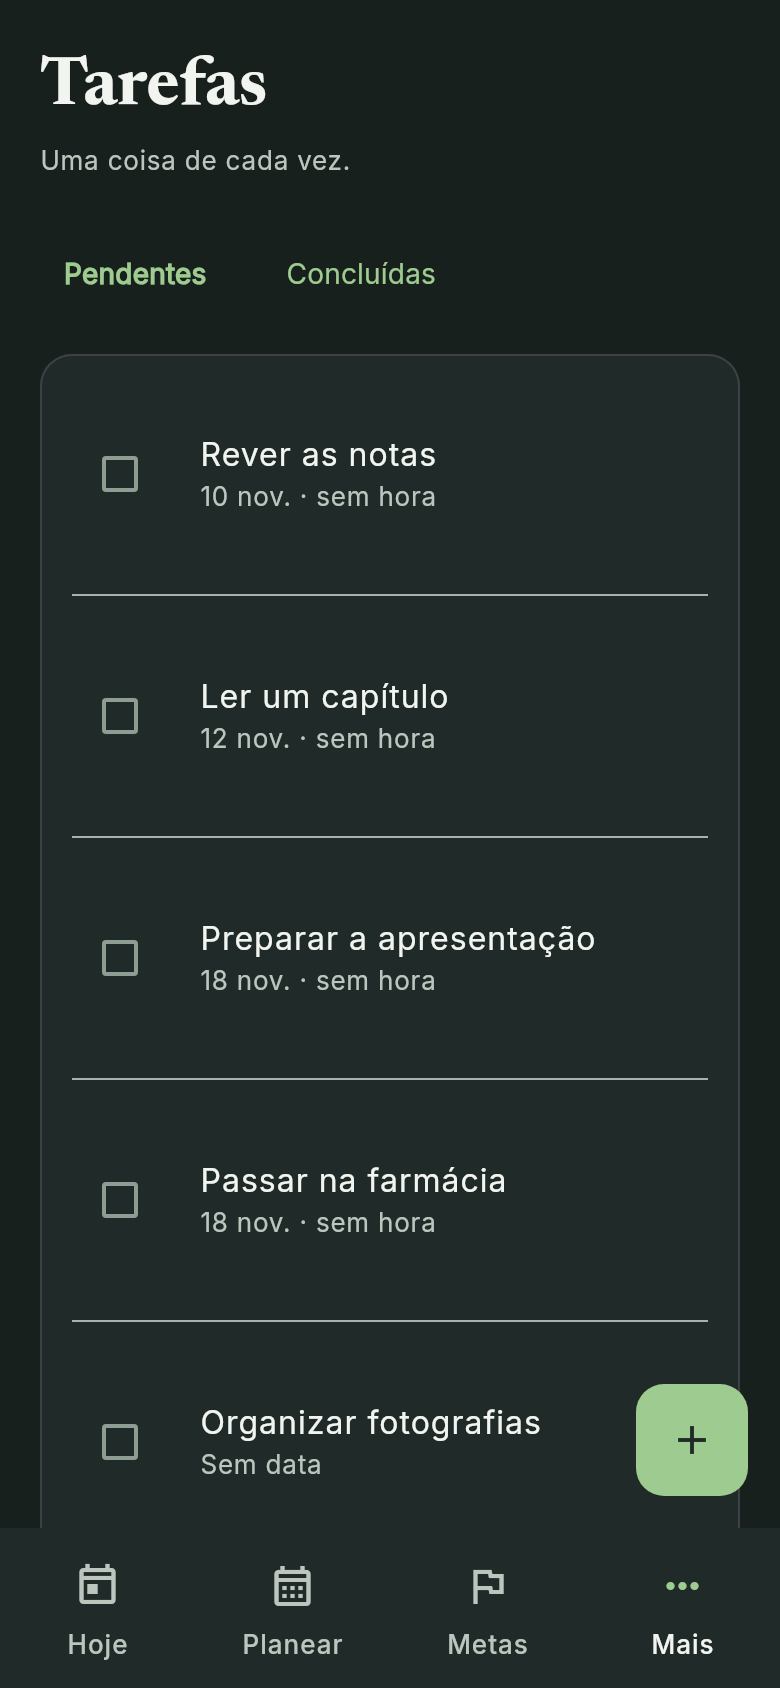 Tarefas
Uma coisa de cada vez.
Pendentes
Concluídas
Rever as notas
10 nov. · sem hora
Ler um capítulo
12 nov. · sem hora
Preparar a apresentação
18 nov. · sem hora
Passar na farmácia
18 nov. · sem hora
Organizar fotografias
Sem data
Hoje
Planear
Metas
Mais